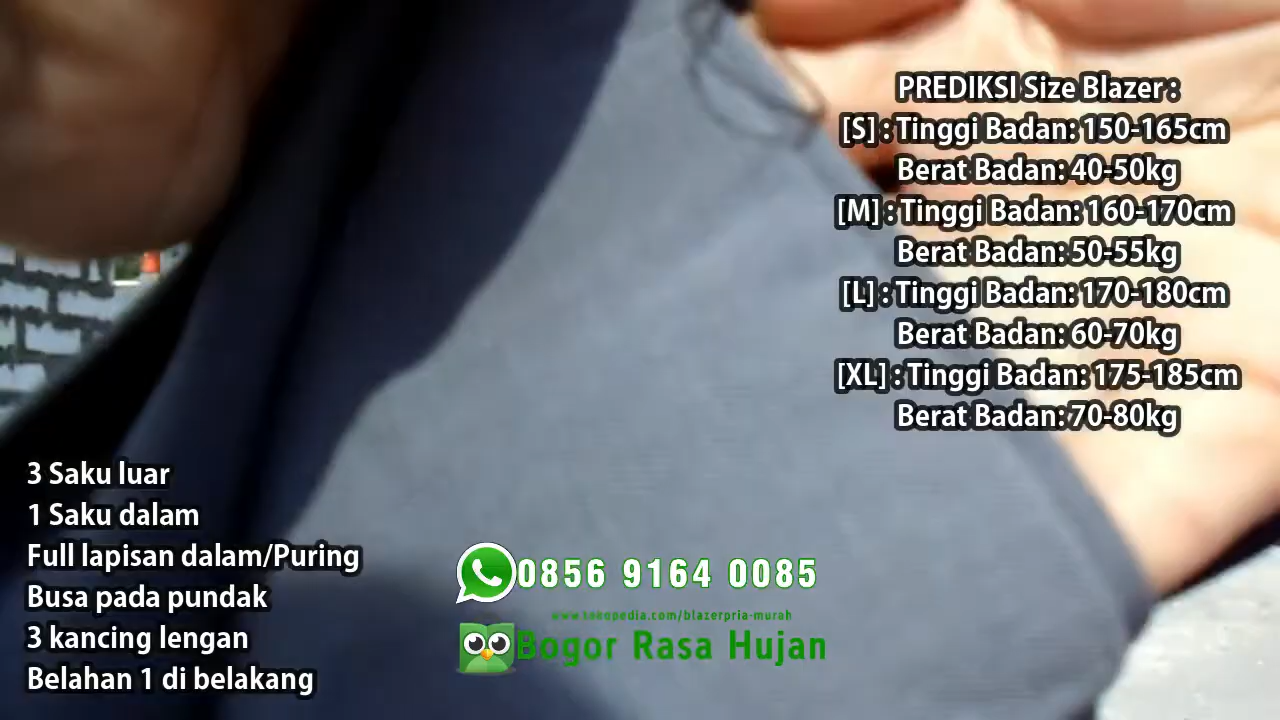 PREDIKSI Size Blazer :
[S] : Tinggi Badan: 150-165cm
Berat Badan: 40-50kg
[M] : Tinggi Badan: 160-170cm
Berat Badan: 50-55kg
[L] : Tinggi Badan: 170-180cm
Berat Badan: 60-70kg
[XL] : Tinggi Badan: 175-185cm
Berat Badan: 70-80kg
3 Saku luar
1 Saku dalam
Full lapisan dalam/Puring
Busa pada pundak
3 kancing lengan
Belahan 1 di belakang
0856 9164 0085
www.tokopedia.com/blazerpria-murah
Bogor Rasa Hujan